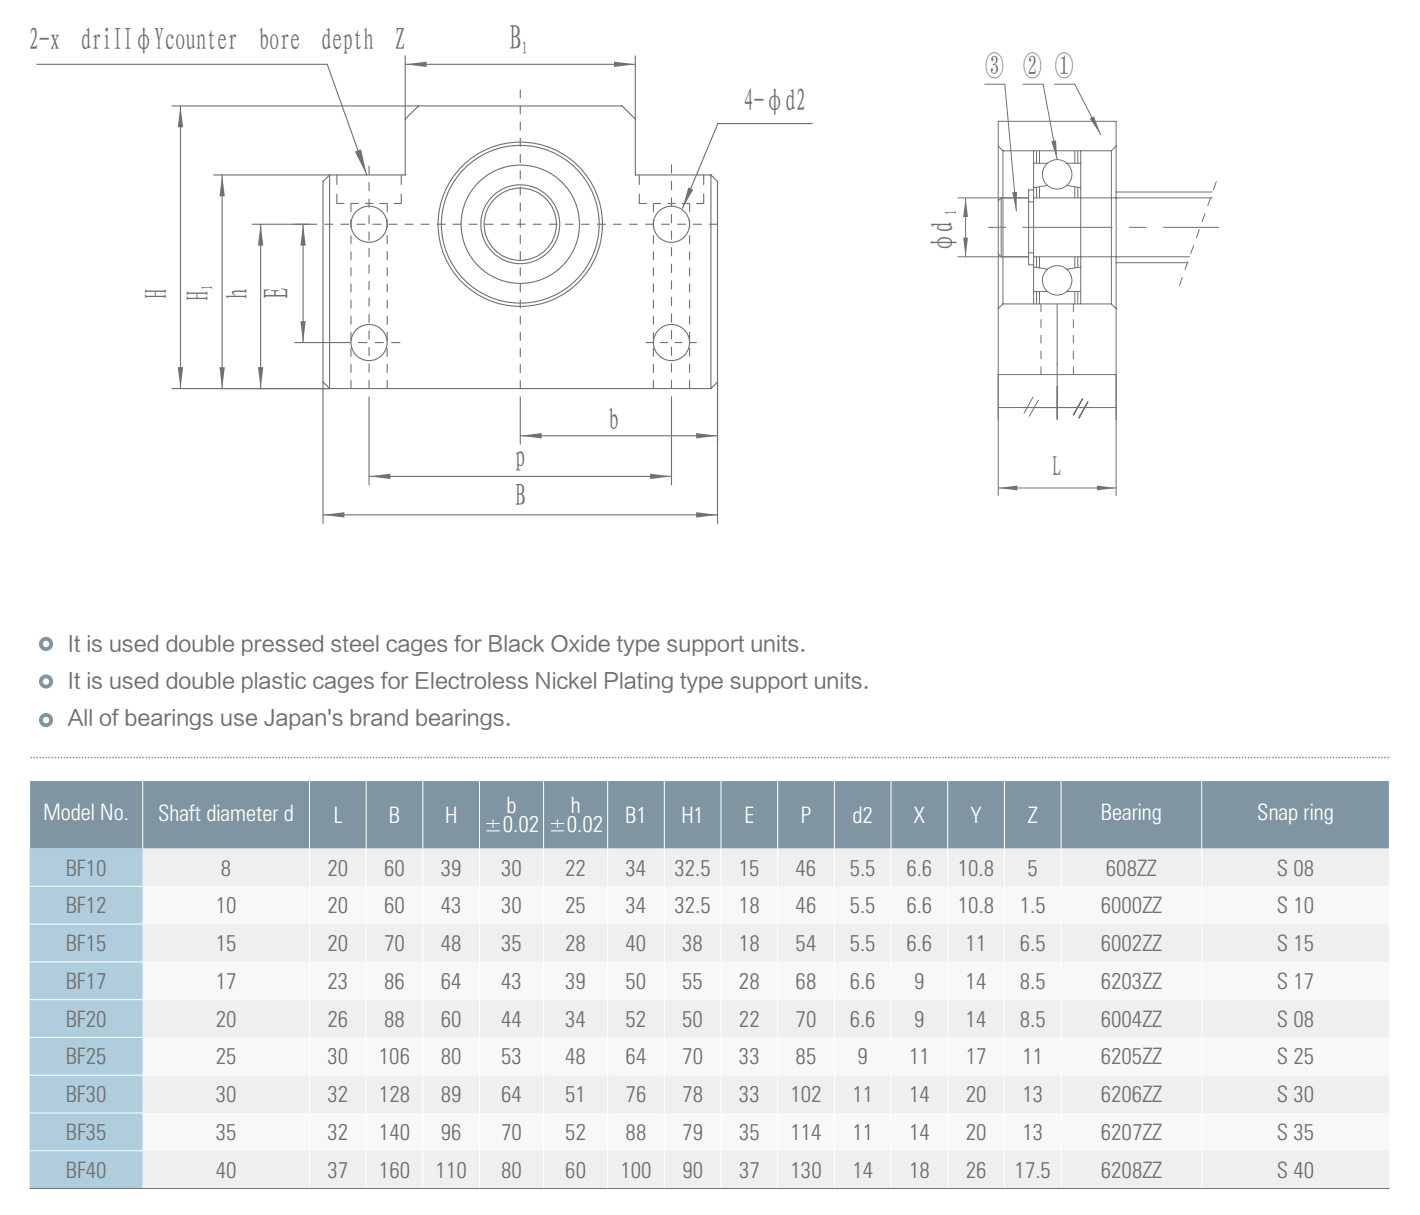 2-x drill ϕYcounter bore depth Z
B₁
4-ϕd2
③ ② ①
ϕd₁
H
H₁
h
E
b
p
B
L
It is used double pressed steel cages for Black Oxide type support units.
It is used double plastic cages for Electroless Nickel Plating type support units.
All of bearings use Japan's brand bearings.
Model No. Shaft diameter d L B H b ±0.02 h ±0.02 B1 H1 E P d2 X Y Z Bearing Snap ring
BF10 8 20 60 39 30 22 34 32.5 15 46 5.5 6.6 10.8 5 608ZZ S 08
BF12 10 20 60 43 30 25 34 32.5 18 46 5.5 6.6 10.8 1.5 6000ZZ S 10
BF15 15 20 70 48 35 28 40 38 18 54 5.5 6.6 11 6.5 6002ZZ S 15
BF17 17 23 86 64 43 39 50 55 28 68 6.6 9 14 8.5 6203ZZ S 17
BF20 20 26 88 60 44 34 52 50 22 70 6.6 9 14 8.5 6004ZZ S 08
BF25 25 30 106 80 53 48 64 70 33 85 9 11 17 11 6205ZZ S 25
BF30 30 32 128 89 64 51 76 78 33 102 11 14 20 13 6206ZZ S 30
BF35 35 32 140 96 70 52 88 79 35 114 11 14 20 13 6207ZZ S 35
BF40 40 37 160 110 80 60 100 90 37 130 14 18 26 17.5 6208ZZ S 40